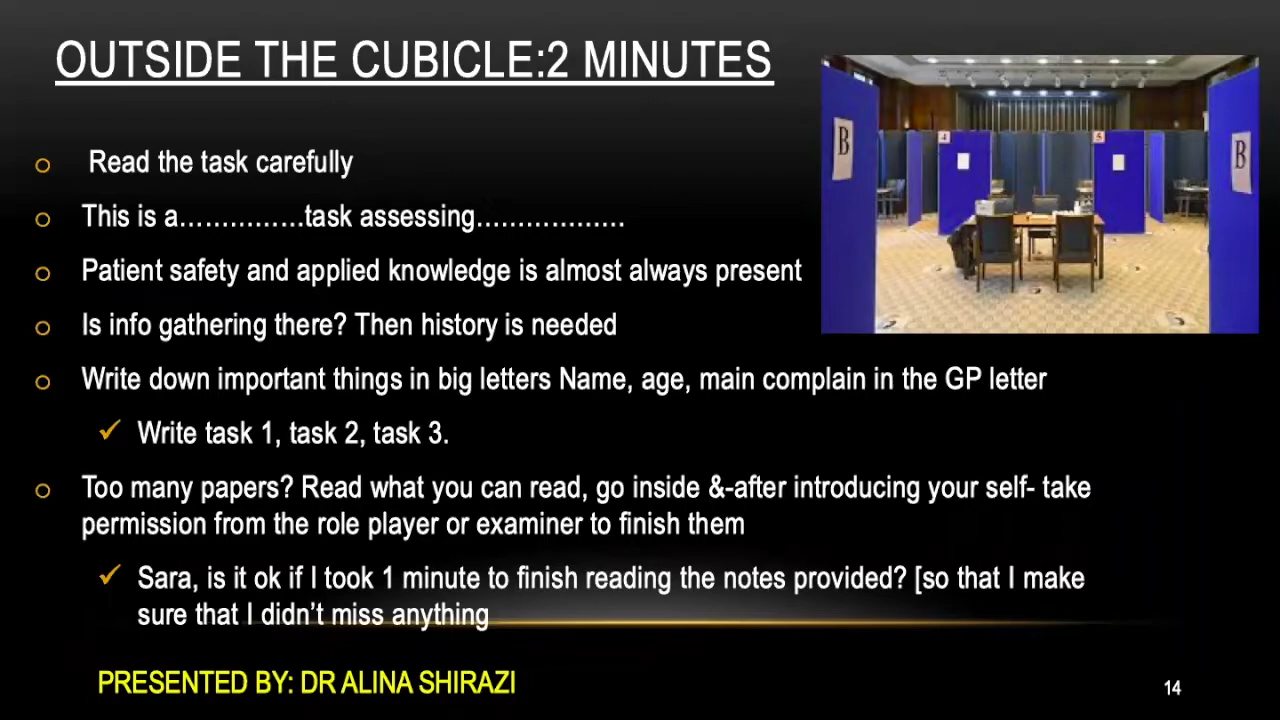 OUTSIDE THE CUBICLE:2 MINUTES
Read the task carefully
This is a……………task assessing………………
Patient safety and applied knowledge is almost always present
Is info gathering there? Then history is needed
Write down important things in big letters Name, age, main complain in the GP letter
✓ Write task 1, task 2, task 3.
Too many papers? Read what you can read, go inside &-after introducing your self- take
permission from the role player or examiner to finish them
✓ Sara, is it ok if I took 1 minute to finish reading the notes provided? [so that I make
sure that I didn't miss anything
B
4
5
B
PRESENTED BY: DR ALINA SHIRAZI
14